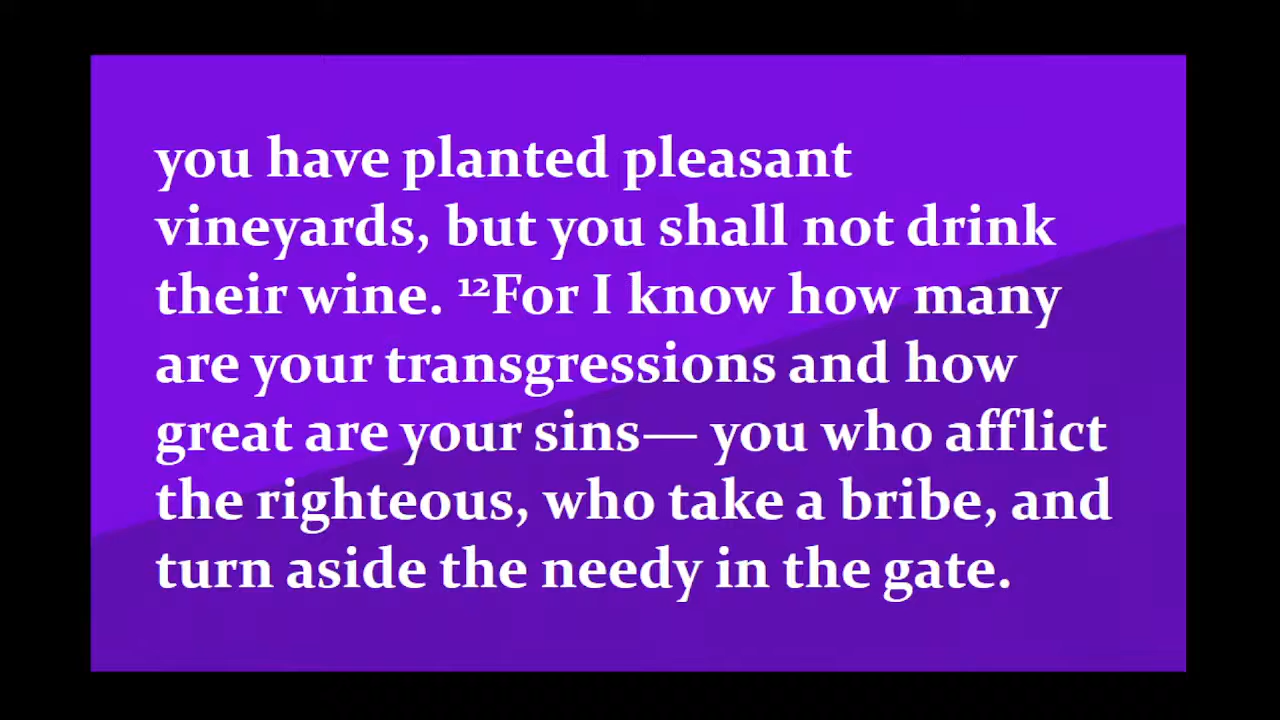 you have planted pleasant
vineyards, but you shall not drink
their wine. ¹²For I know how many
are your transgressions and how
great are your sins— you who afflict
the righteous, who take a bribe, and
turn aside the needy in the gate.